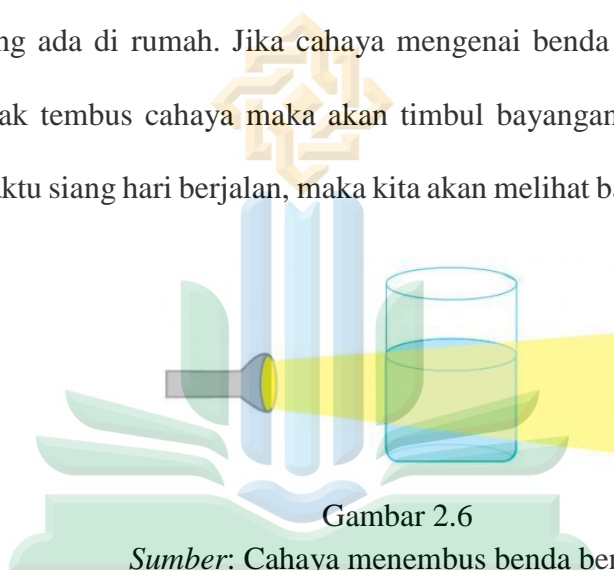 ng ada di rumah. Jika cahaya mengenai benda
ak tembus cahaya maka akan timbul bayangan
aktu siang hari berjalan, maka kita akan melihat ba
Gambar 2.6
Sumber: Cahaya menembus benda ber